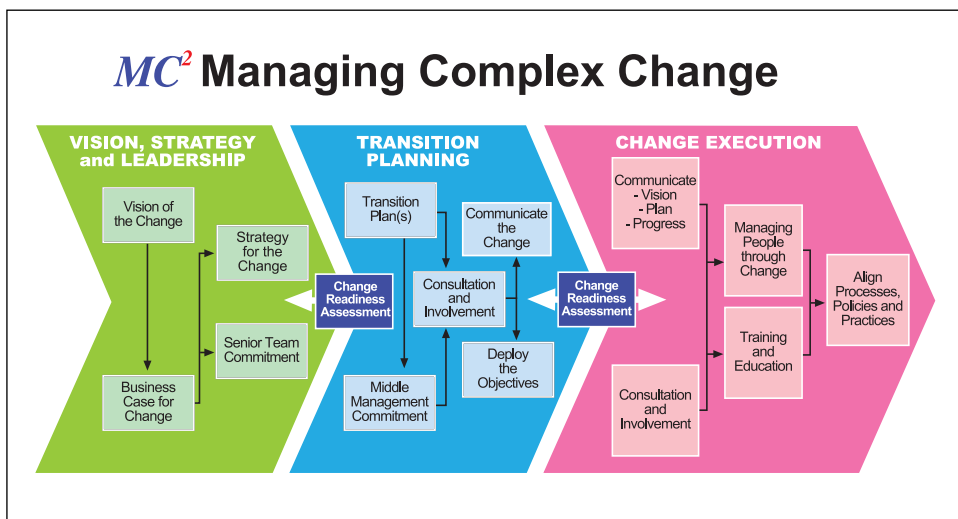 MC² Managing Complex Change
VISION, STRATEGY
and LEADERSHIP
Vision of
the Change
Strategy
for the
Change
Senior Team
Commitment
Business
Case for
Change
Change
Readiness
Assessment
TRANSITION
PLANNING
Transition
Plan(s)
Communicate
the
Change
Consultation
and
Involvement
Deploy
the
Objectives
Middle
Management
Commitment
Change
Readiness
Assessment
CHANGE EXECUTION
Communicate
- Vision
- Plan
- Progress
Managing
People
through
Change
Align
Processes,
Policies and
Practices
Training
and
Education
Consultation
and
Involvement